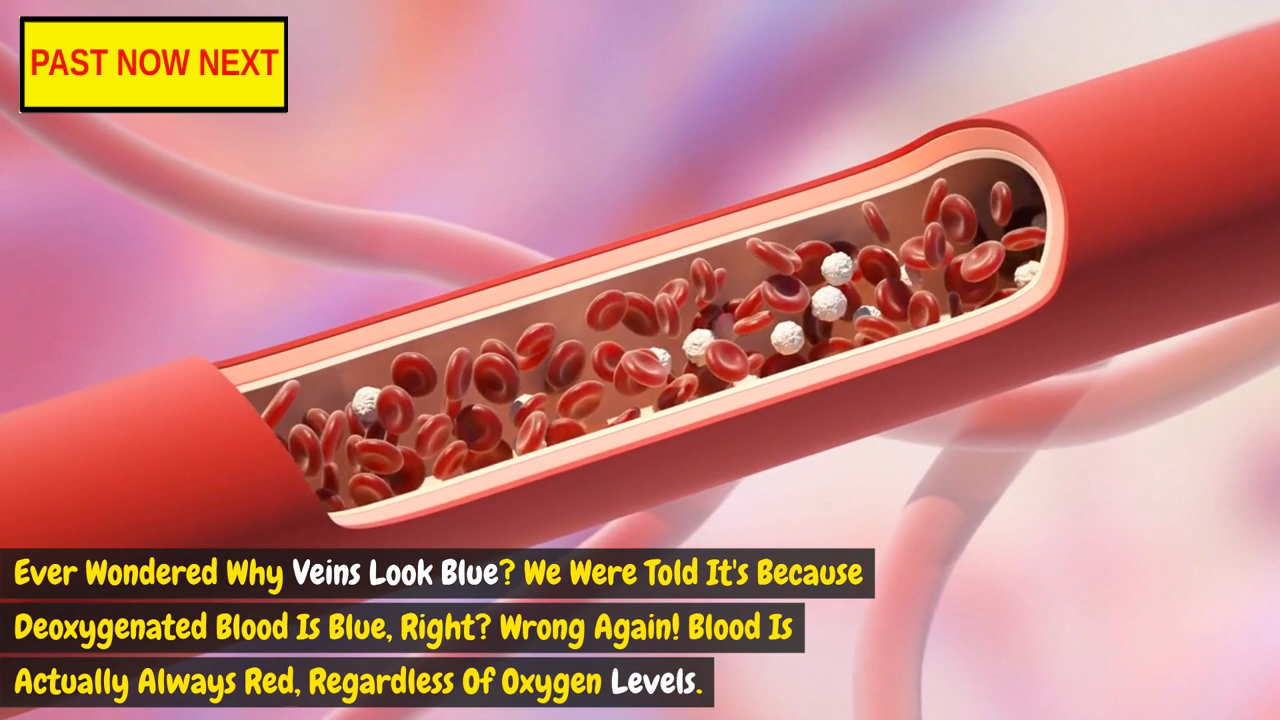 PAST NOW NEXT
Ever Wondered Why Veins Look Blue? We Were Told It's Because
Deoxygenated Blood Is Blue, Right? Wrong Again! Blood Is
Actually Always Red, Regardless Of Oxygen Levels.